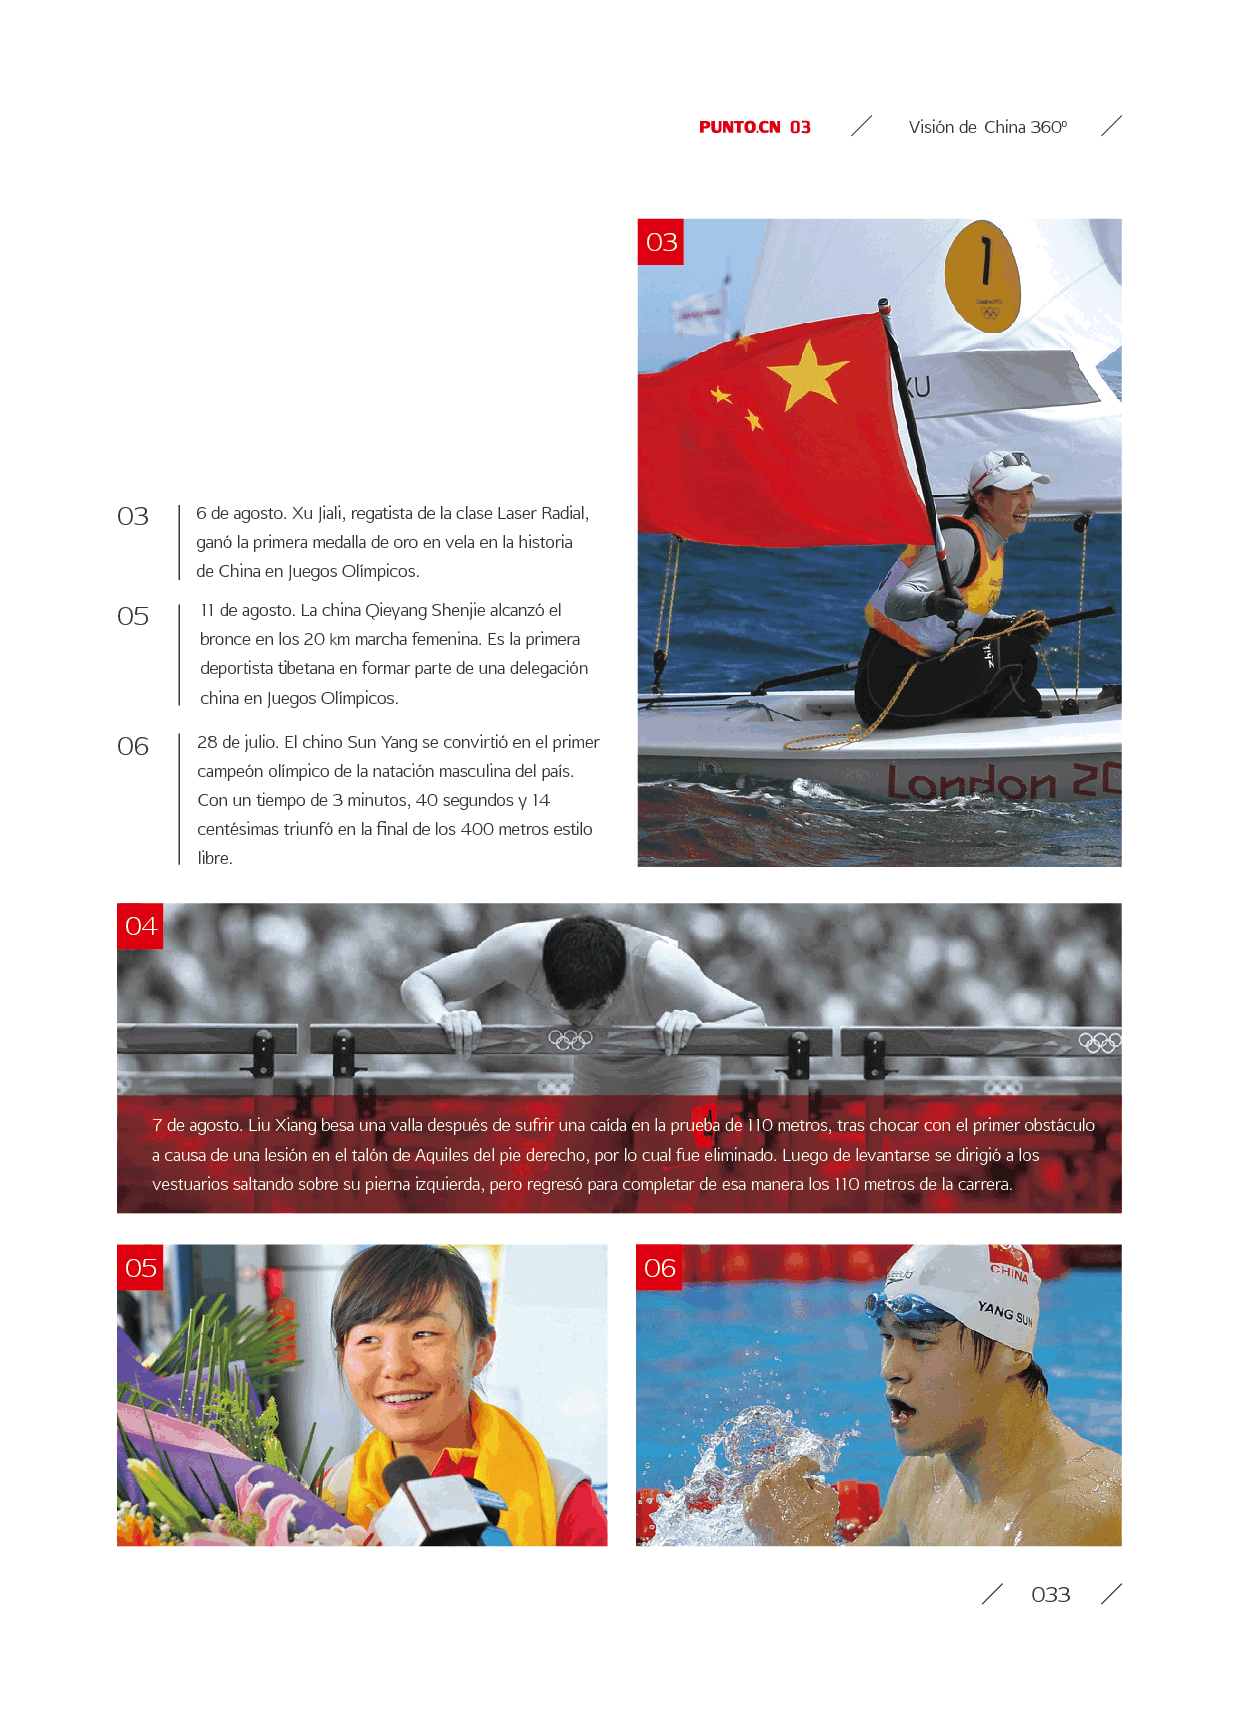 PUNTO.CN 03 Visión de China 360º
03
1
XU
zhik
London 20
03
6 de agosto. Xu Jiali, regatista de la clase Laser Radial,
ganó la primera medalla de oro en vela en la historia
de China en Juegos Olímpicos.
05
11 de agosto. La china Qieyang Shenjie alcanzó el
bronce en los 20 km marcha femenina. Es la primera
deportista tibetana en formar parte de una delegación
china en Juegos Olímpicos.
06
28 de julio. El chino Sun Yang se convirtió en el primer
campeón olímpico de la natación masculina del país.
Con un tiempo de 3 minutos, 40 segundos y 14
centésimas triunfó en la final de los 400 metros estilo
libre.
04
7 de agosto. Liu Xiang besa una valla después de sufrir una caída en la prueba de 110 metros, tras chocar con el primer obstáculo
a causa de una lesión en el talón de Aquiles del pie derecho, por lo cual fue eliminado. Luego de levantarse se dirigió a los
vestuarios saltando sobre su pierna izquierda, pero regresó para completar de esa manera los 110 metros de la carrera.
05
06
CHINA
YANG SUN
033